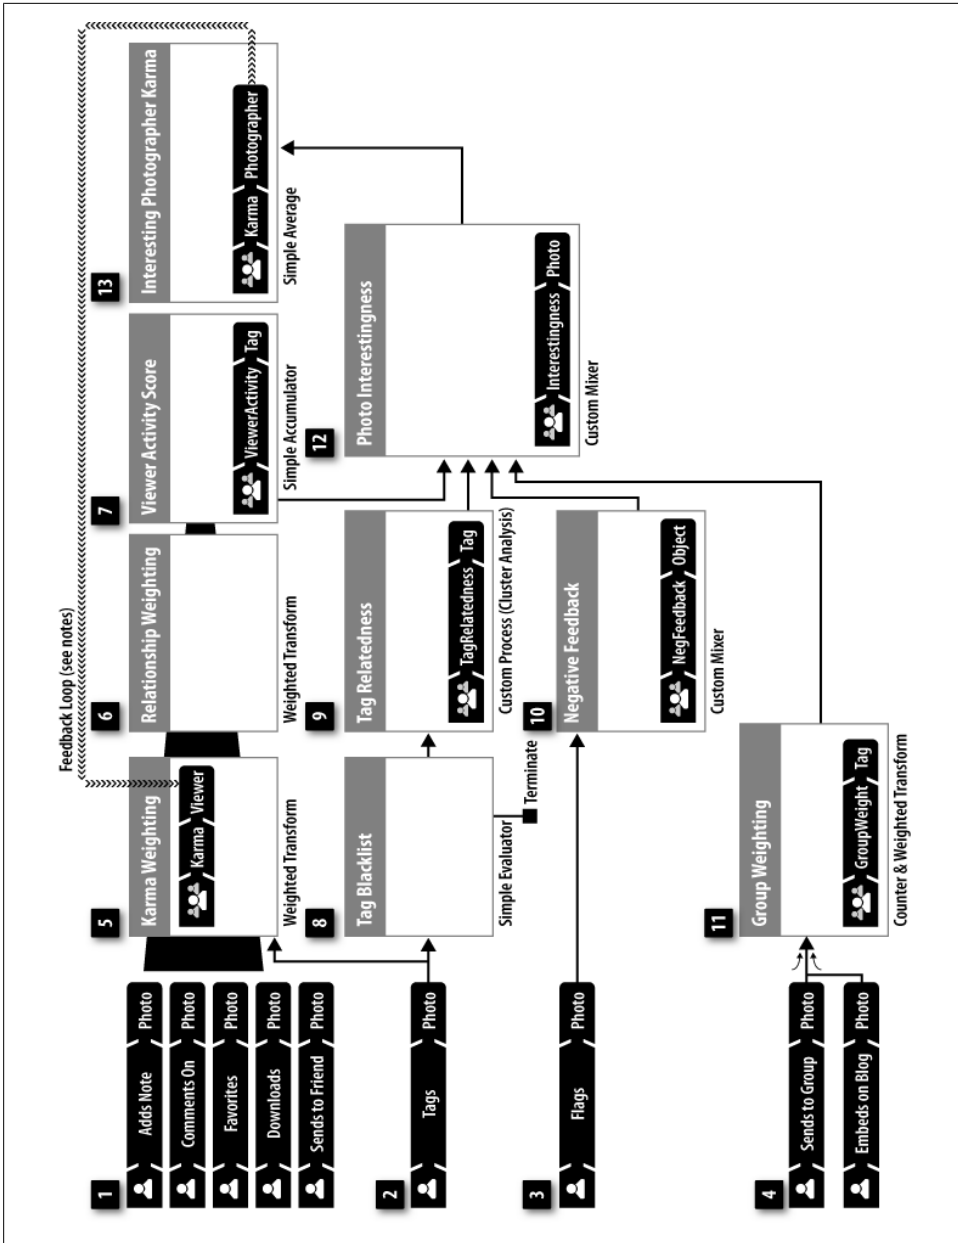 1
Adds Note Photo
Comments On Photo
Favorites Photo
Downloads Photo
Sends to Friend Photo
2
Tags Photo
3
Flags Photo
4
Sends to Group Photo
Embeds on Blog Photo
Feedback Loop (see notes)
5
Karma Weighting
Karma Viewer
Weighted Transform
6
Relationship Weighting
Weighted Transform
7
Viewer Activity Score
ViewerActivity Tag
Simple Accumulator
13
Interesting Photographer Karma
Karma Photographer
Simple Average
8
Tag Blacklist
Simple Evaluator
Terminate
9
Tag Relatedness
TagRelatedness Tag
Custom Process (Cluster Analysis)
12
Photo Interestingness
Interestingness Photo
Custom Mixer
10
Negative Feedback
NegFeedback Object
Custom Mixer
11
Group Weighting
GroupWeight Tag
Counter & Weighted Transform